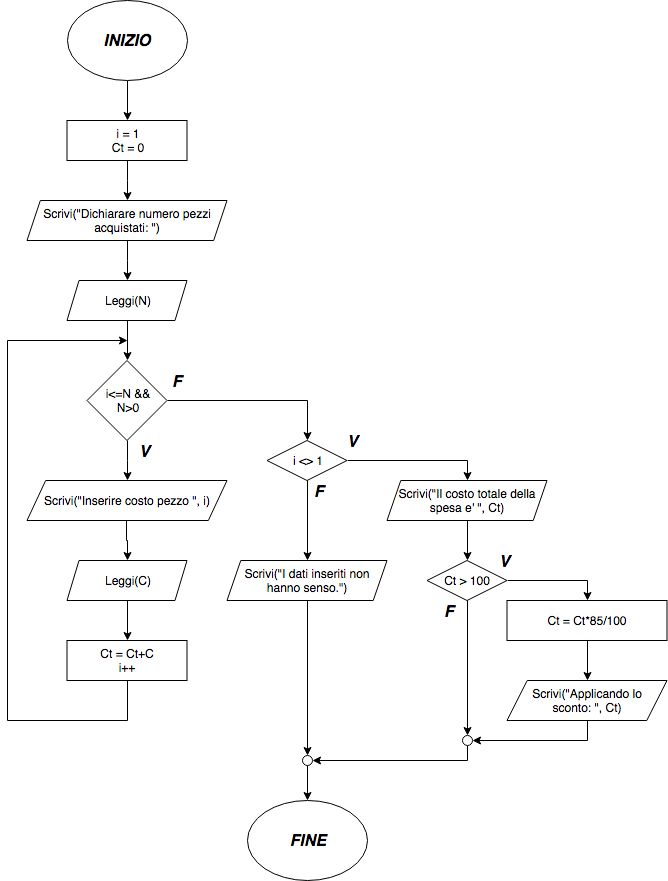 INIZIO
i = 1
Ct = 0
Scrivi("Dichiarare numero pezzi
acquistati: ")
Leggi(N)
i<=N &&
N>0
F
V
Scrivi("Inserire costo pezzo ", i)
Leggi(C)
Ct = Ct+C
i++
i <> 1
V
F
Scrivi("I dati inseriti non
hanno senso.")
Scrivi("Il costo totale della
spesa e' ", Ct)
Ct > 100
V
F
Ct = Ct*85/100
Scrivi("Applicando lo
sconto: ", Ct)
FINE